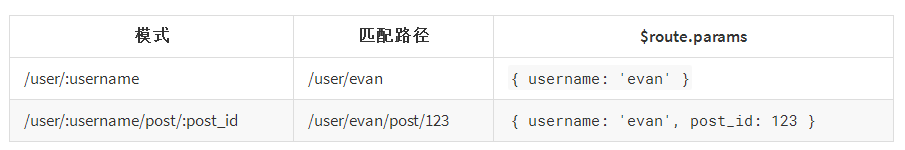 模式 匹配路径 $route.params
/user/:username /user/evan { username: 'evan' }
/user/:username/post/:post_id /user/evan/post/123 { username: 'evan', post_id: 123 }